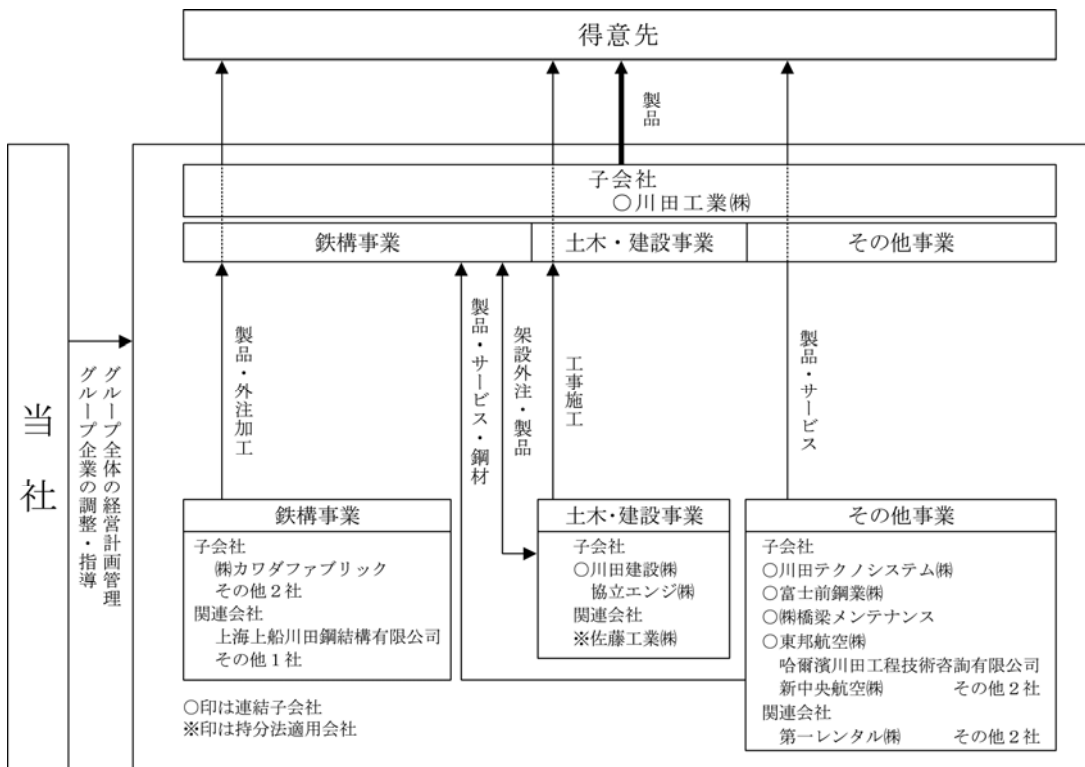 得意先
製品
子会社
○川田工業㈱
鉄構事業
土木・建設事業
その他事業
当社
グループ全体の経営計画管理
グループ企業の調整・指導
製品・外注加工
製品・サービス・鋼材
架設外注・製品
工事施工
製品・サービス
鉄構事業
子会社
㈱カワダファブリック
その他2社
関連会社
上海上船川田鋼結構有限公司
その他1社
土木・建設事業
子会社
○川田建設㈱
協立エンジ㈱
関連会社
※佐藤工業㈱
その他事業
子会社
○川田テクノシステム㈱
○富士前鋼業㈱
○㈱橋梁メンテナンス
○東邦航空㈱
哈爾濱川田工程技術咨詢有限公司
新中央航空㈱ その他2社
関連会社
第一レンタル㈱ その他2社
○印は連結子会社
※印は持分法適用会社